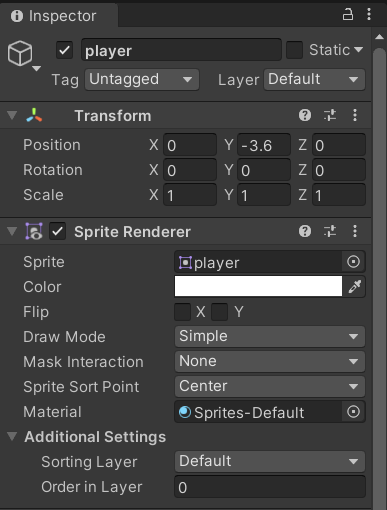 Inspector
player Static
Tag Untagged Layer Default
Transform
Position X 0 Y -3.6 Z 0
Rotation X 0 Y 0 Z 0
Scale X 1 Y 1 Z 1
Sprite Renderer
Sprite player
Color
Flip X Y
Draw Mode Simple
Mask Interaction None
Sprite Sort Point Center
Material Sprites-Default
Additional Settings
Sorting Layer Default
Order in Layer 0